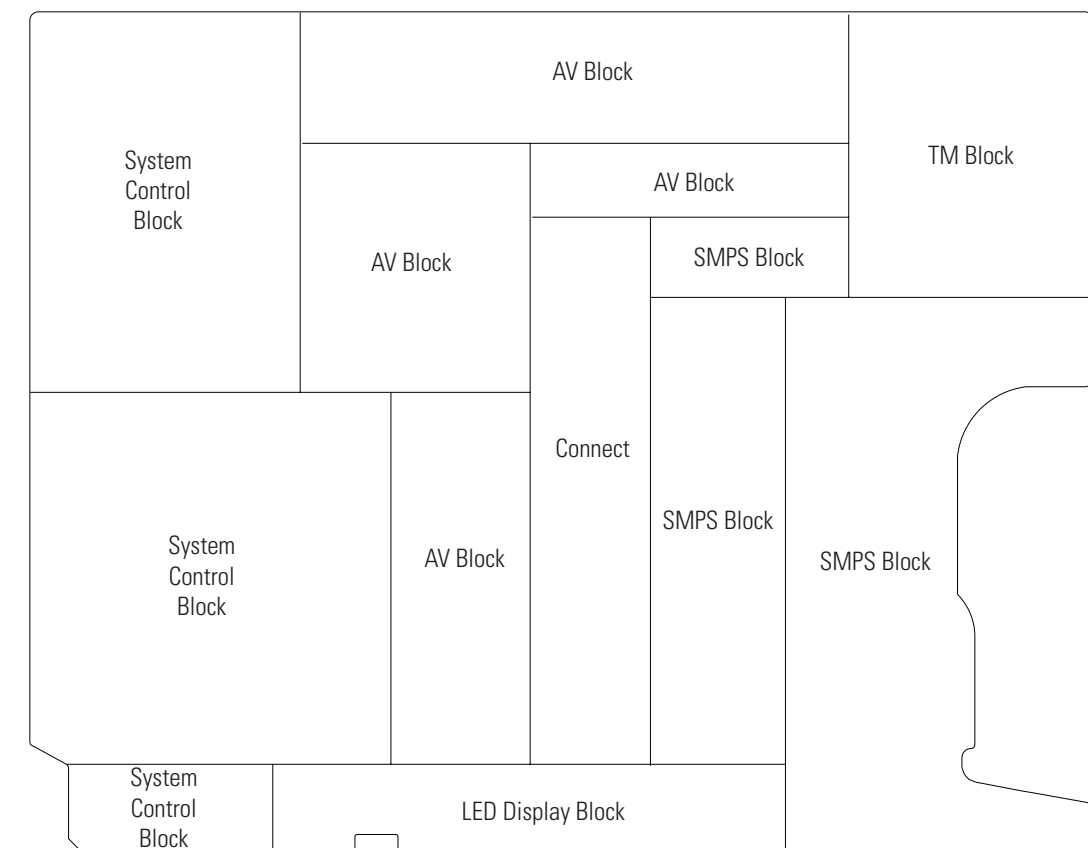 AV Block
TM Block
System
Control
Block
AV Block
AV Block
SMPS Block
Connect
SMPS Block
System
Control
Block
AV Block
SMPS Block
System
Control
Block
LED Display Block